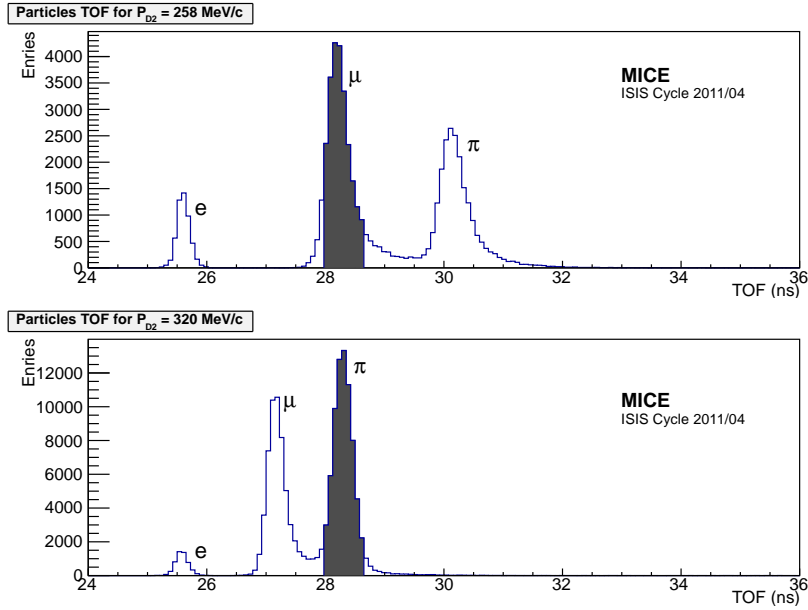 Particles TOF for P_D2 = 258 MeV/c
Enries
4000
3500
3000
2500
2000
1500
1000
500
0
e
μ
π
MICE
ISIS Cycle 2011/04
24 26 28 30 32 34 36
TOF (ns)
Particles TOF for P_D2 = 320 MeV/c
Enries
12000
10000
8000
6000
4000
2000
0
e
μ
π
MICE
ISIS Cycle 2011/04
24 26 28 30 32 34 36
TOF (ns)